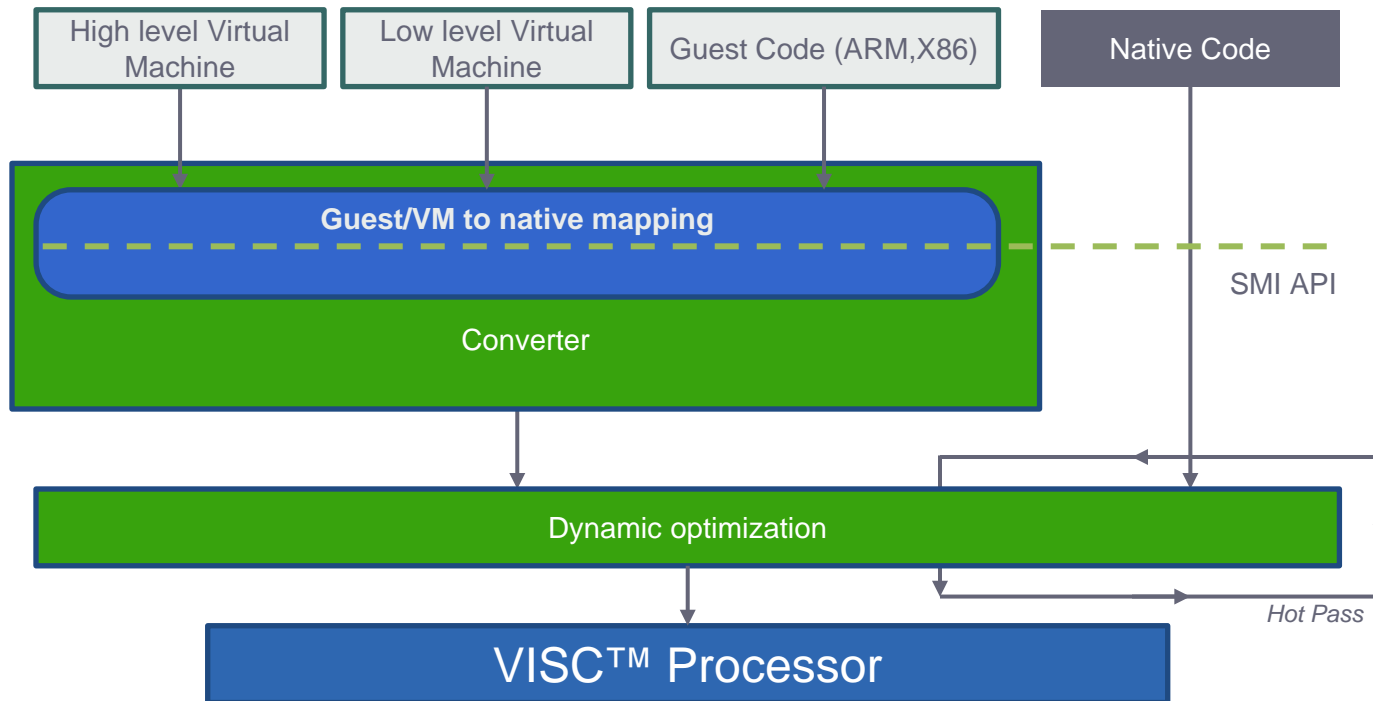 High level Virtual
Machine
Low level Virtual
Machine
Guest Code (ARM,X86)
Native Code
Guest/VM to native mapping
SMI API
Converter
Dynamic optimization
Hot Pass
VISC™ Processor